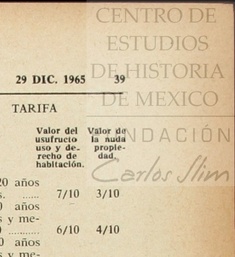 CENTRO DE
ESTUDIOS
DE HISTORIA
DE MEXICO
FUNDACIÓN
Carlos Slim
29 DIC. 1965 39
TARIFA
Valor del Valor de
usufructo la nuda
uso y de- propie-
recho de dad.
habitación.
20 años
s. ...... 7/10 3/10
años
s y me-
............ 6/10 4/10
0 años
s y me-